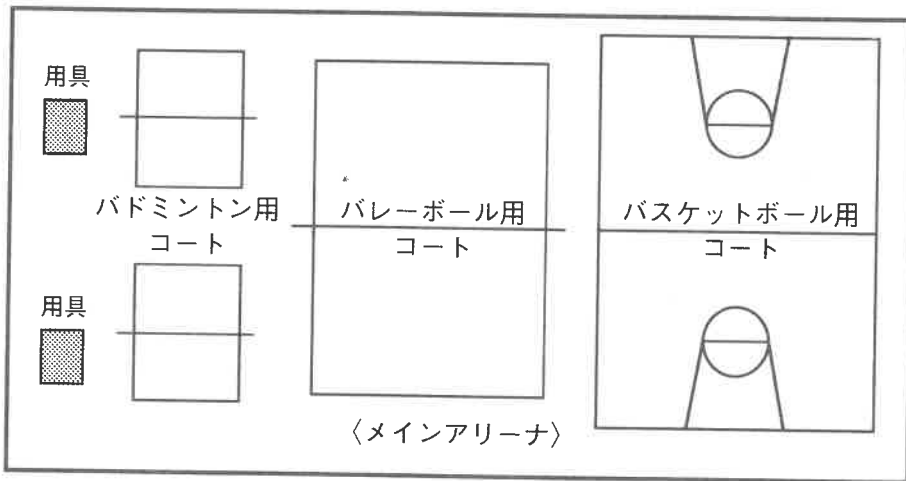 用具
バドミントン用
コート
バレーボール用
コート
バスケットボール用
コート
用具
〈メインアリーナ〉